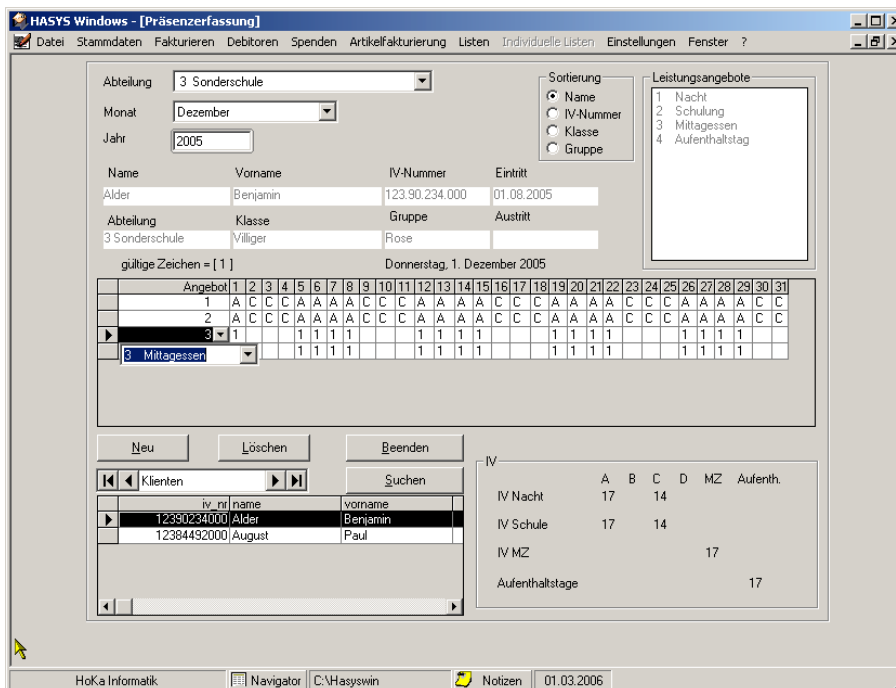 HASYS Windows - [Präsenzerfassung]
Datei Stammdaten Fakturieren Debitoren Spenden Artikelfakturierung Listen Individuelle Listen Einstellungen Fenster ?
Abteilung 3 Sonderschule
Monat Dezember
Jahr 2005
Sortierung
Name
IV-Nummer
Klasse
Gruppe
Leistungsangebote
1 Nacht
2 Schulung
3 Mittagessen
4 Aufenthaltstag
Name Vorname IV-Nummer Eintritt
Alder Benjamin 123.90.234.000 01.08.2005
Abteilung Klasse Gruppe Austritt
3 Sonderschule Villiger Rose
gültige Zeichen = [ 1 ] Donnerstag, 1. Dezember 2005
Angebot 1 2 3 4 5 6 7 8 9 10 11 12 13 14 15 16 17 18 19 20 21 22 23 24 25 26 27 28 29 30 31
1 A C C C A A A A C C C A A A A C C C A A A A C C C A A A A C C
2 A C C C A A A A C C C A A A A C C C A A A A C C C A A A A C C
3 1 1 1 1 1 1 1 1 1 1 1 1 1 1 1 1 1
3 Mittagessen 1 1 1 1 1 1 1 1 1 1 1 1 1 1 1 1
Neu Löschen Beenden
Klienten Suchen
iv_nr name vorname
12390234000 Alder Benjamin
12384492000 August Paul
IV
A B C D MZ Aufenth.
IV Nacht 17 14
IV Schule 17 14
IV MZ 17
Aufenthaltstage 17
HoKa Informatik Navigator C:\Hasyswin Notizen 01.03.2006